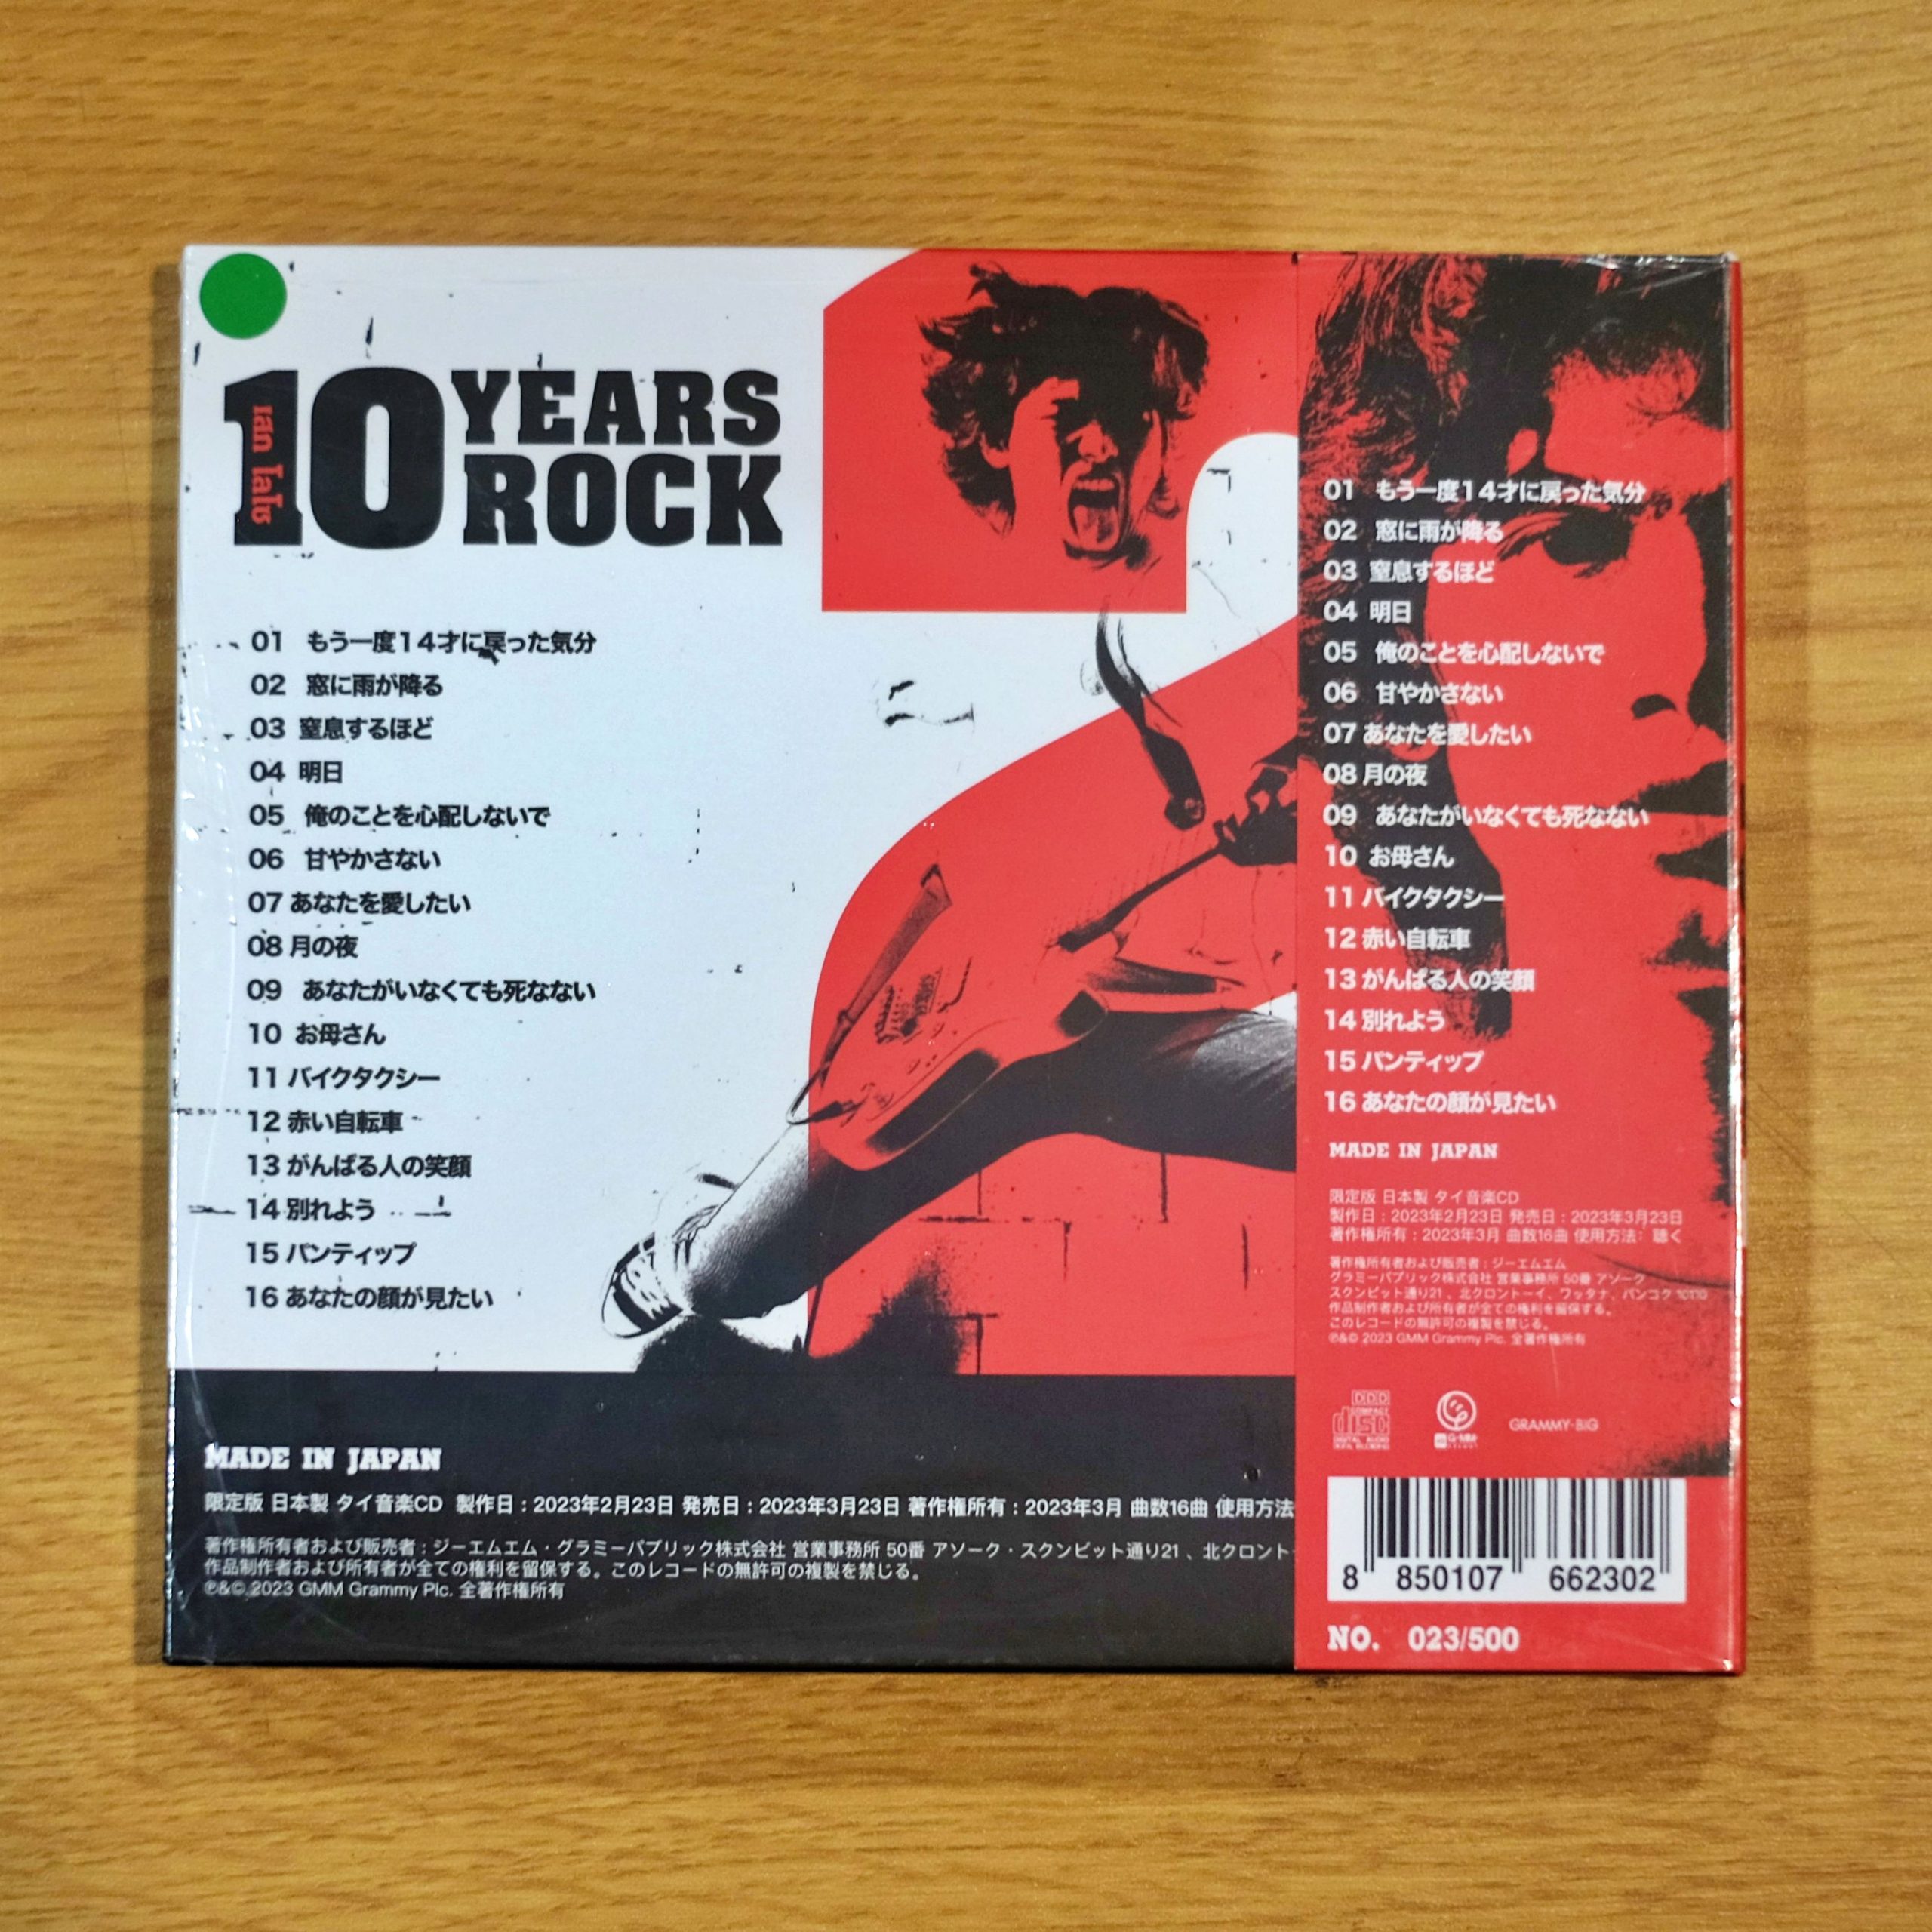 10 YEARS
ROCK
เล็ก โลโซ
01 もう一度14才に戻った気分
02 窓に雨が降る
03 窒息するほど
04 明日
05 俺のことを心配しないで
06 甘やかさない
07 あなたを愛したい
08 月の夜
09 あなたがいなくても死なない
10 お母さん
11 バイクタクシー
12 赤い自転車
13 がんばる人の笑顔
14 別れよう
15 パンティップ
16 あなたの顔が見たい
MADE IN JAPAN
限定版 日本製 タイ音楽CD 製作日:2023年2月23日 発売日:2023年3月23日 著作権所有:2023年3月 曲数16曲 使用方法
著作権所有者および販売者:ジーエムエム・グラミーパブリック株式会社 営業事務所 50番 アソーク・スクンビット通り21 、北クロント
作品制作者および所有者が全ての権利を留保する。このレコードの無許可の複製を禁じる。
℗&© 2023 GMM Grammy Plc. 全著作権所有
01 もう一度14才に戻った気分
02 窓に雨が降る
03 窒息するほど
04 明日
05 俺のことを心配しないで
06 甘やかさない
07 あなたを愛したい
08 月の夜
09 あなたがいなくても死なない
10 お母さん
11 バイクタクシー
12 赤い自転車
13 がんばる人の笑顔
14 別れよう
15 パンティップ
16 あなたの顔が見たい
MADE IN JAPAN
限定版 日本製 タイ音楽CD
製作日:2023年2月23日 発売日:2023年3月23日
著作権所有:2023年3月 曲数16曲 使用方法: 聴く
著作権所有者および販売者:ジーエムエム
グラミーパブリック株式会社 営業事務所 50番 アソーク
スクンビット通り21 、北クロントーイ、ワッタナ、バンコク 10110
作品制作者および所有者が全ての権利を留保する。
このレコードの無許可の複製を禁じる。
℗&© 2023 GMM Grammy Plc. 全著作権所有
DDD
COMPACT
disc
DIGITAL AUDIO
GRAMMY-BIG
8 850107 662302
NO. 023/500